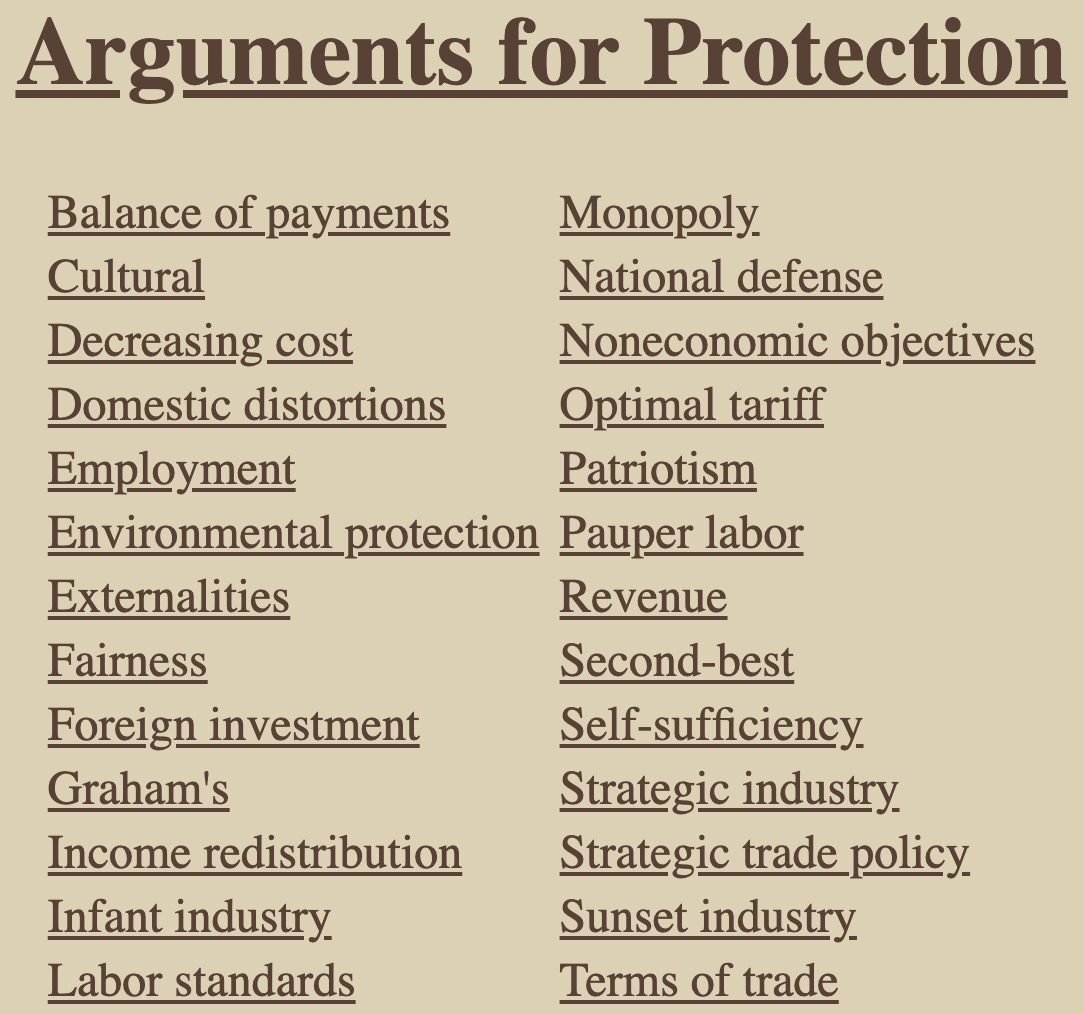 Arguments for Protection
Balance of payments
Cultural
Decreasing cost
Domestic distortions
Employment
Environmental protection
Externalities
Fairness
Foreign investment
Graham's
Income redistribution
Infant industry
Labor standards
Monopoly
National defense
Noneconomic objectives
Optimal tariff
Patriotism
Pauper labor
Revenue
Second-best
Self-sufficiency
Strategic industry
Strategic trade policy
Sunset industry
Terms of trade